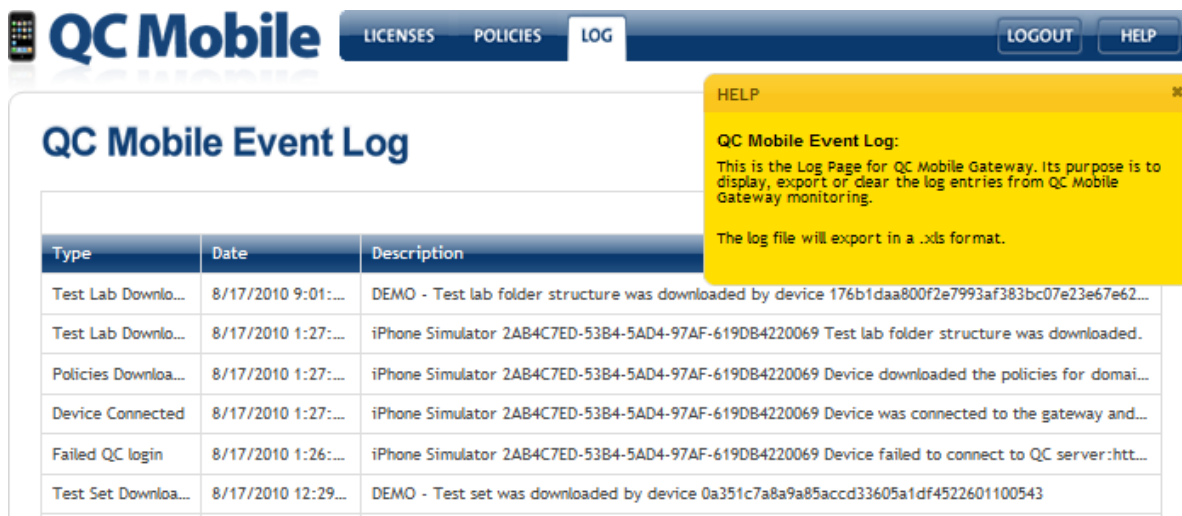 QC Mobile
LICENSES POLICIES LOG LOGOUT HELP
HELP
QC Mobile Event Log
QC Mobile Event Log:
This is the Log Page for QC Mobile Gateway. Its purpose is to
display, export or clear the log entries from QC Mobile
Gateway monitoring.
The log file will export in a .xls format.
Type Date Description
Test Lab Downlo... 8/17/2010 9:01:... DEMO - Test lab folder structure was downloaded by device 176b1daa800f2e7993af383bc07e23e67e62...
Test Lab Downlo... 8/17/2010 1:27:... iPhone Simulator 2AB4C7ED-53B4-5AD4-97AF-619DB4220069 Test lab folder structure was downloaded.
Policies Downloa... 8/17/2010 1:27:... iPhone Simulator 2AB4C7ED-53B4-5AD4-97AF-619DB4220069 Device downloaded the policies for domai...
Device Connected 8/17/2010 1:27:... iPhone Simulator 2AB4C7ED-53B4-5AD4-97AF-619DB4220069 Device was connected to the gateway and...
Failed QC login 8/17/2010 1:26:... iPhone Simulator 2AB4C7ED-53B4-5AD4-97AF-619DB4220069 Device failed to connect to QC server:htt...
Test Set Downloa... 8/17/2010 12:29... DEMO - Test set was downloaded by device 0a351c7a8a9a85accd33605a1df4522601100543